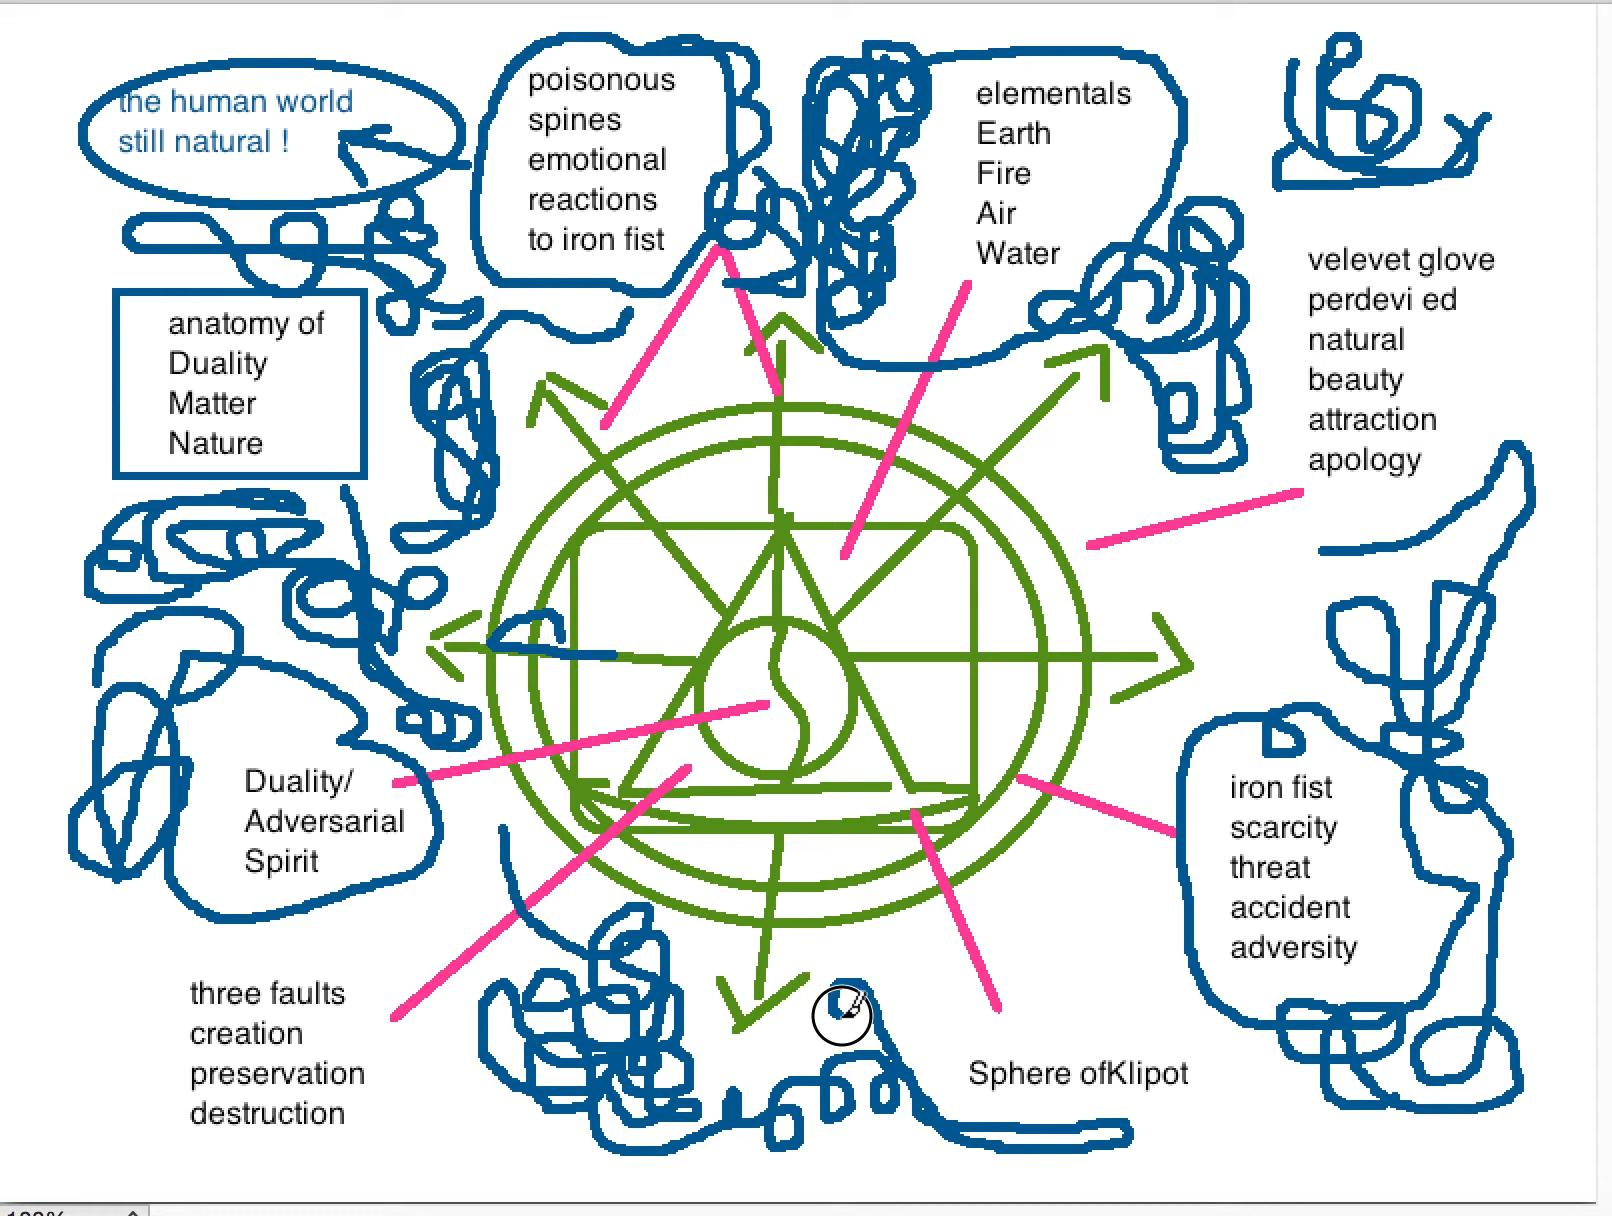 the human world
still natural !
poisonous
spines
emotional
reactions
to iron fist
elementals
Earth
Fire
Air
Water
velevet glove
perdevi ed
natural
beauty
attraction
apology
anatomy of
Duality
Matter
Nature
Duality/
Adversarial
Spirit
iron fist
scarcity
threat
accident
adversity
three faults
creation
preservation
destruction
Sphere ofKlipot